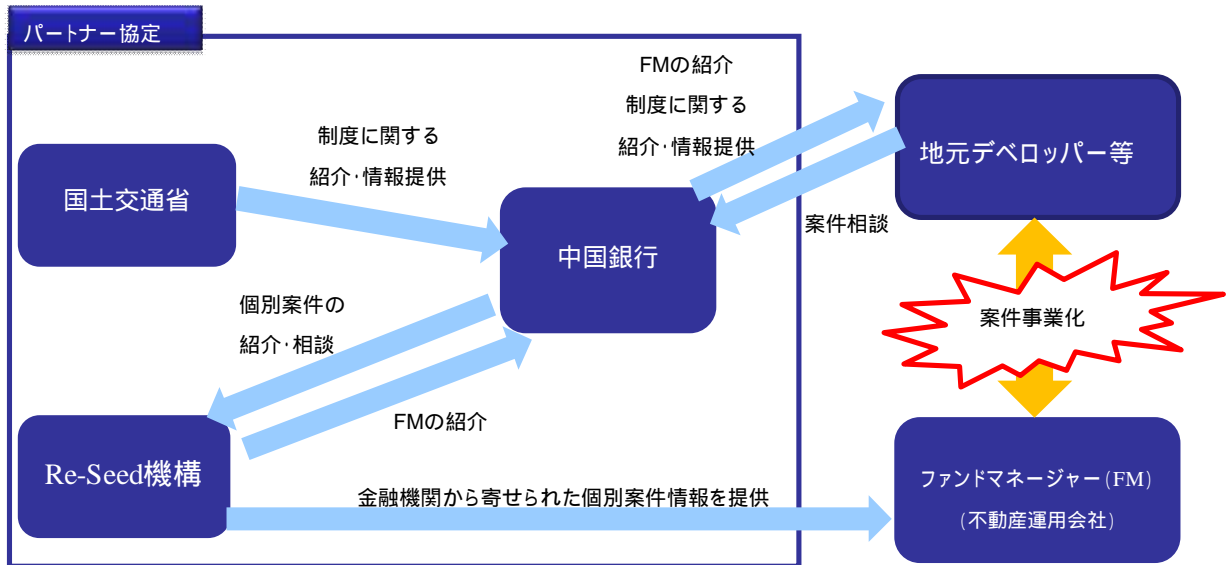 パートナー協定
FMの紹介
制度に関する
紹介・情報提供
地元デベロッパー等
制度に関する
紹介・情報提供
国土交通省
中国銀行
案件相談
個別案件の
紹介・相談
案件事業化
FMの紹介
Re-Seed機構
金融機関から寄せられた個別案件情報を提供
ファンドマネージャー(FM)
(不動産運用会社)